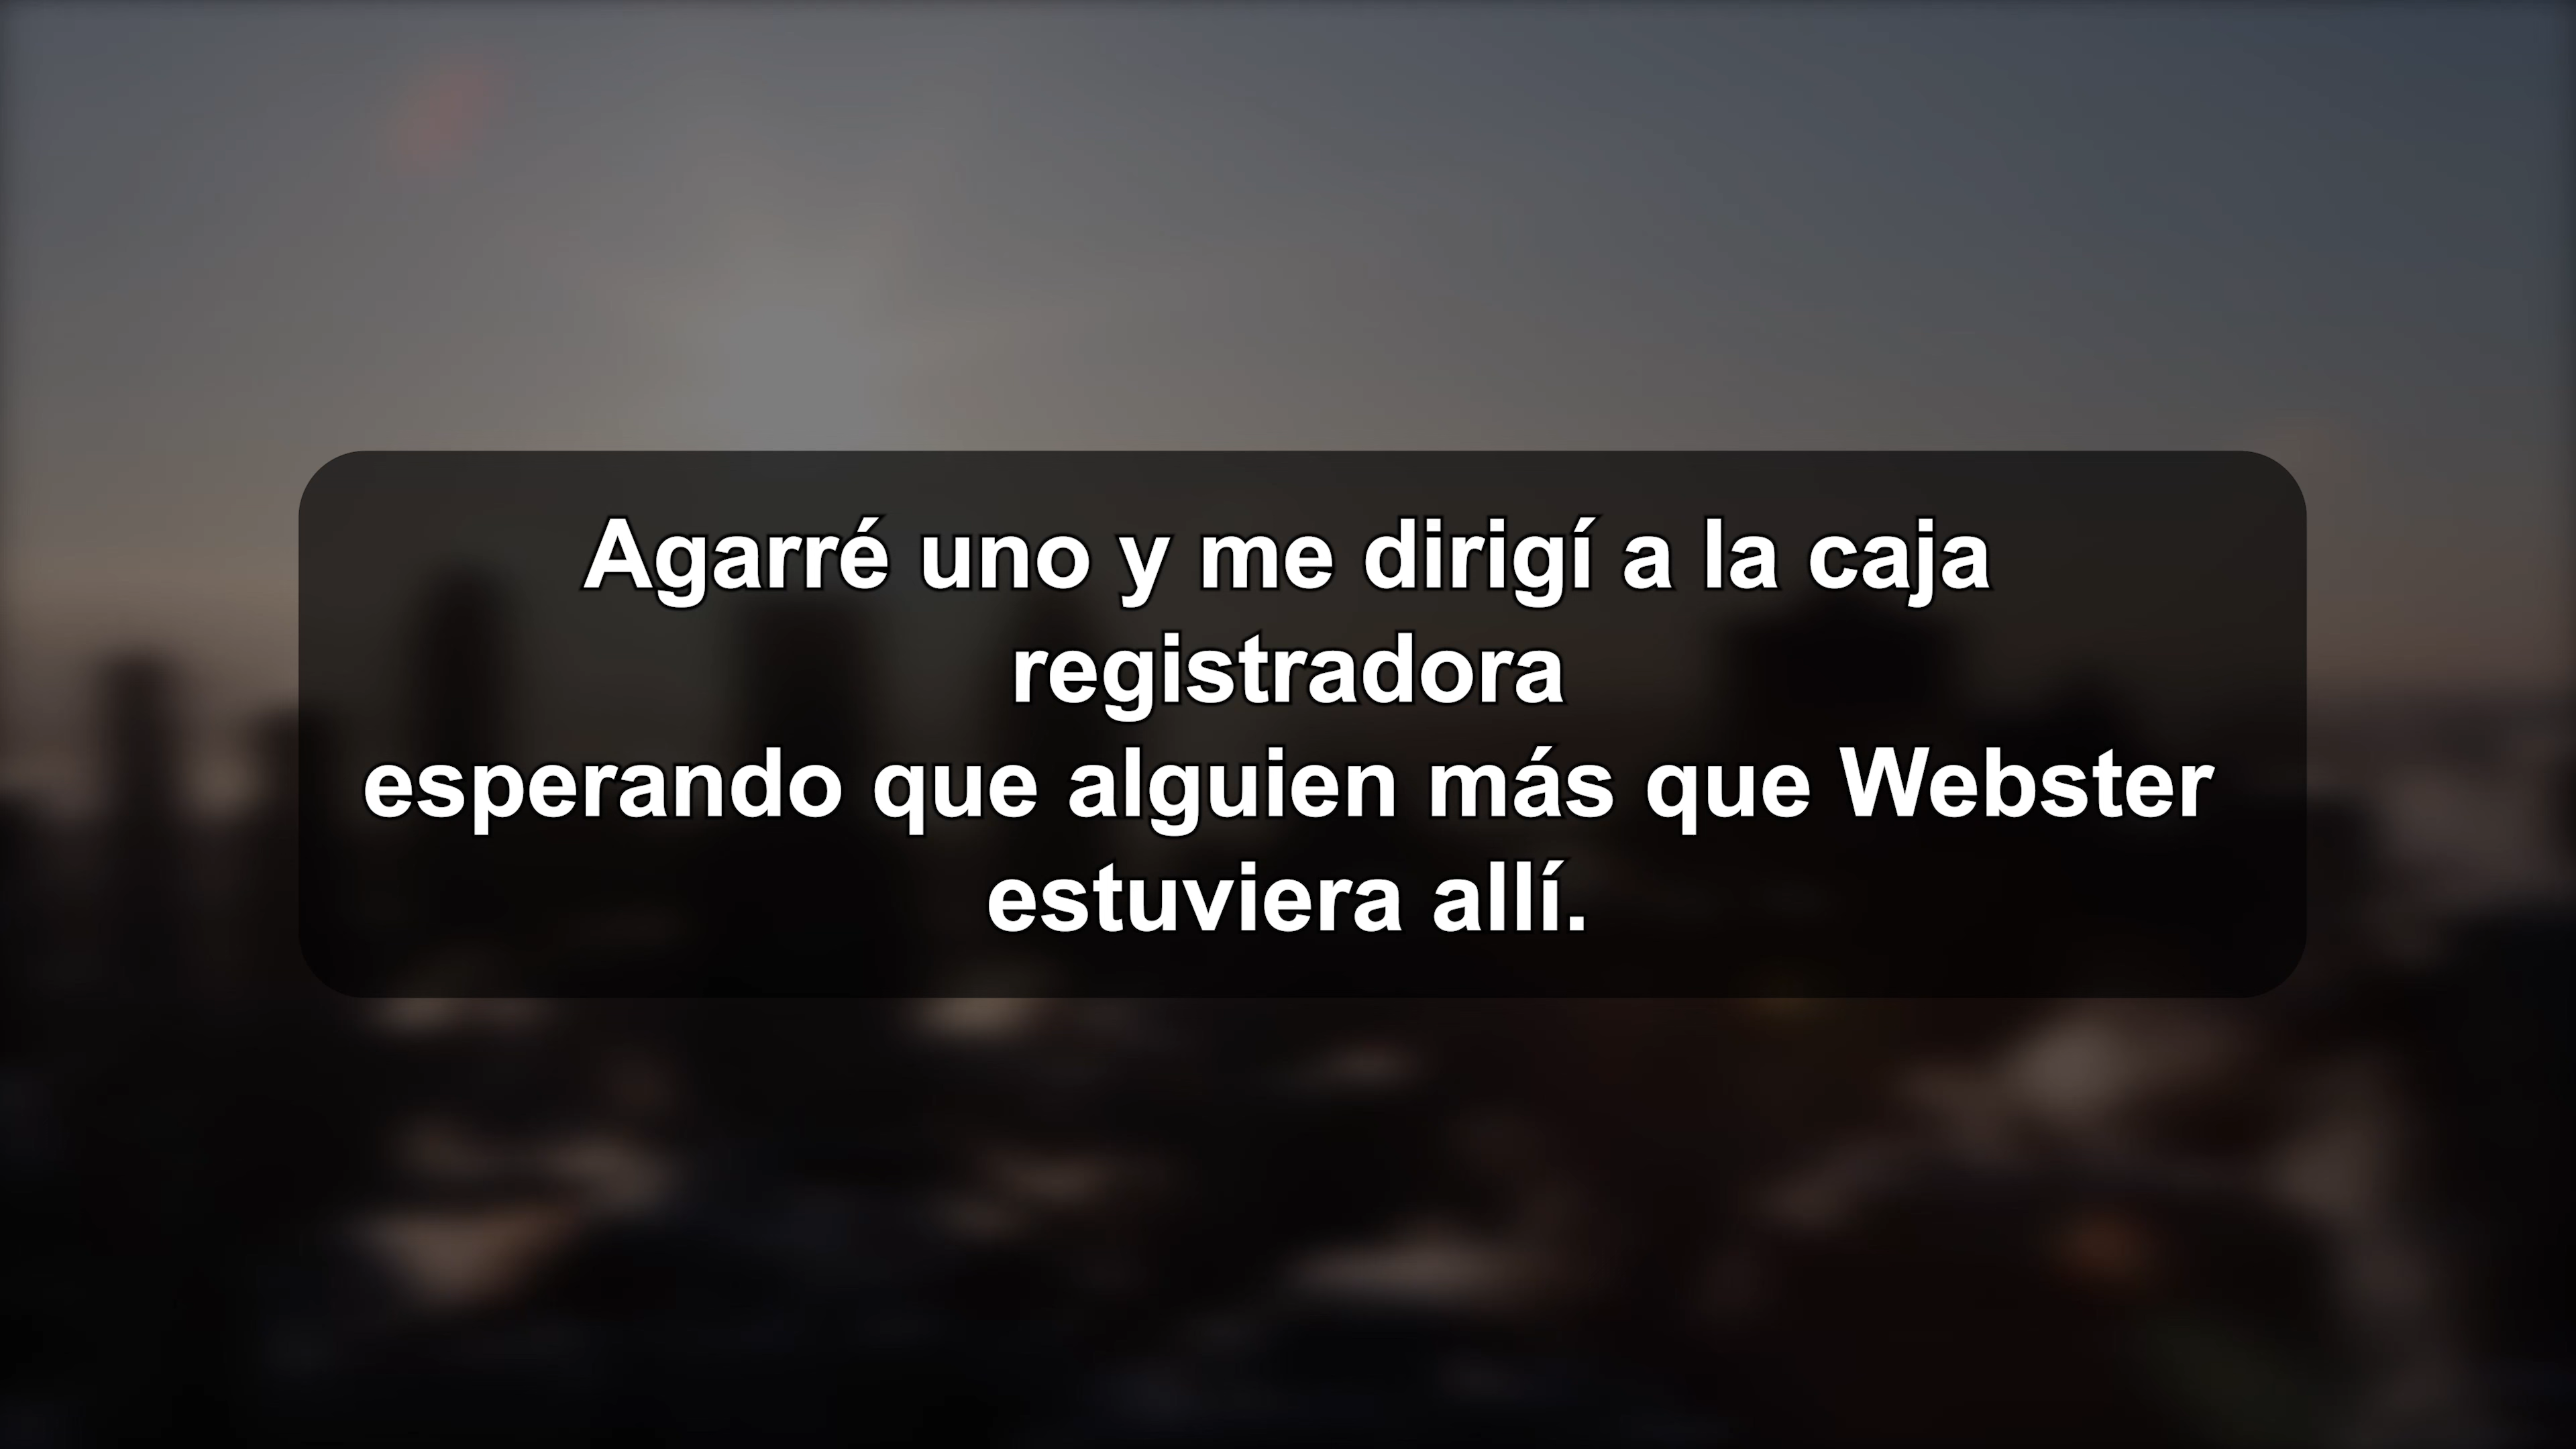 Agarré uno y me dirigí a la caja
registradora
esperando que alguien más que Webster
estuviera allí.